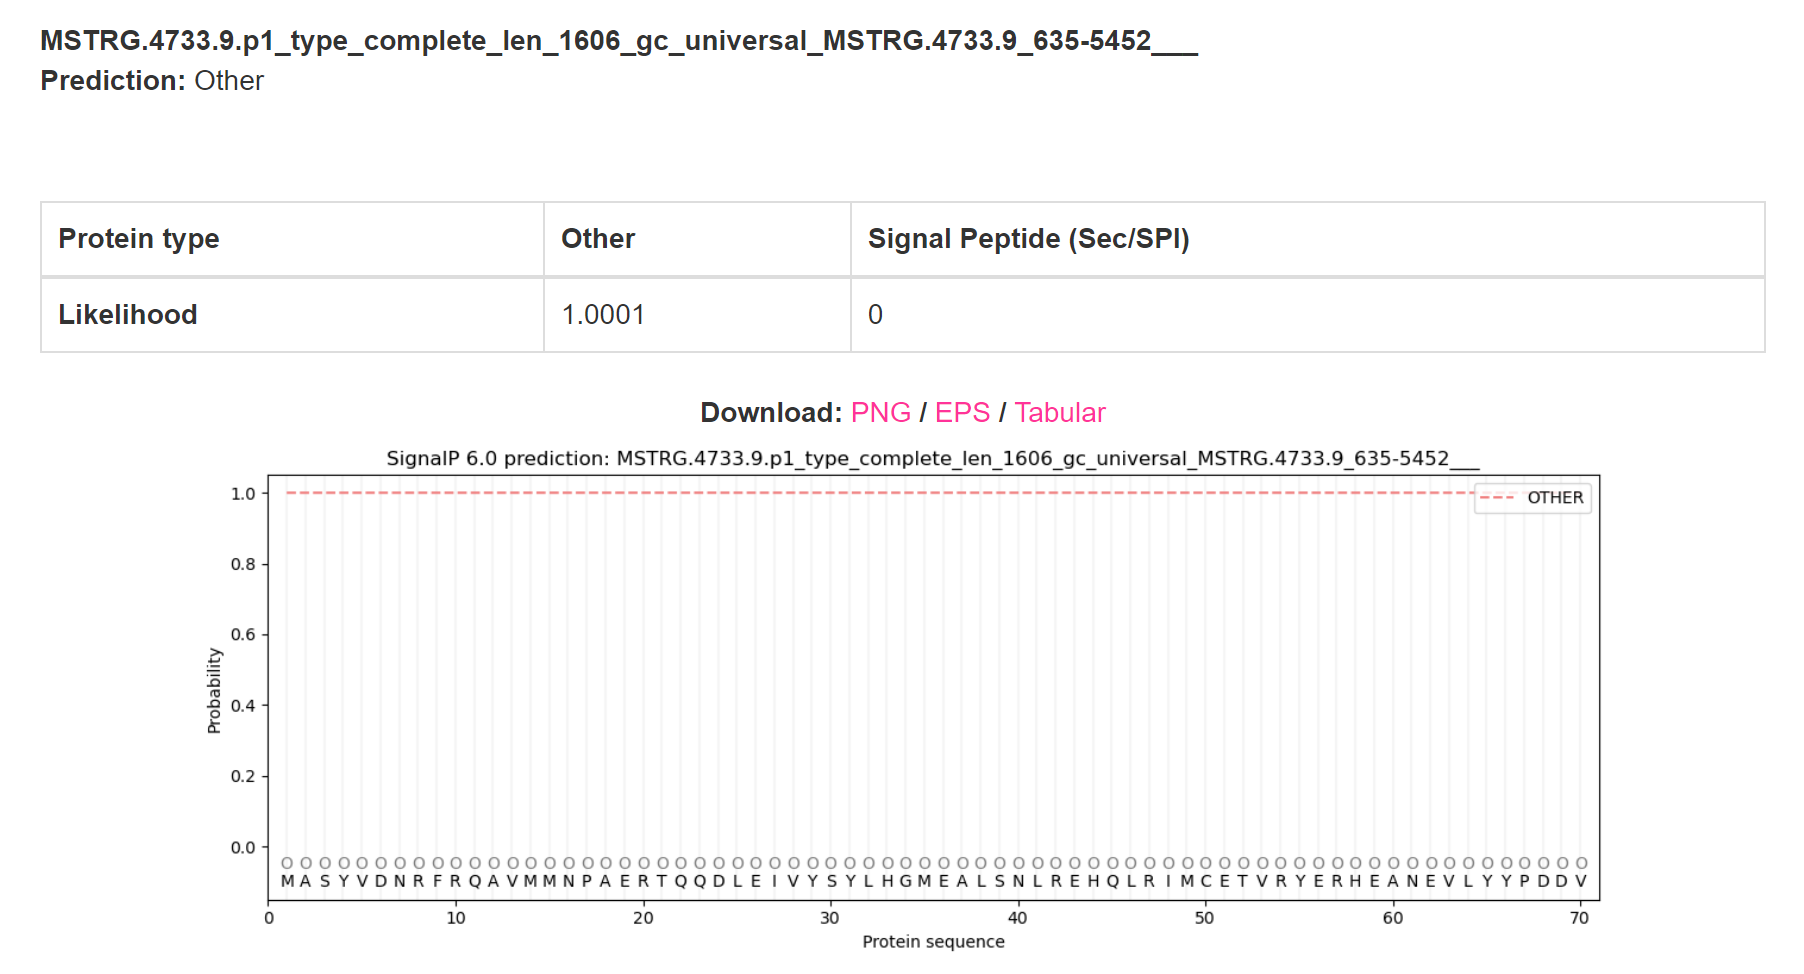 MSTRG.4733.9.p1_type_complete_len_1606_gc_universal_MSTRG.4733.9_635-5452___
Prediction: Other
Protein type Other Signal Peptide (Sec/SPI)
Likelihood 1.0001 0
Download: PNG / EPS / Tabular
SignalP 6.0 prediction: MSTRG.4733.9.p1_type_complete_len_1606_gc_universal_MSTRG.4733.9_635-5452___
OTHER
1.0
0.8
0.6
0.4
0.2
0.0
Probability
O O O O O O O O O O O O O O O O O O O O O O O O O O O O O O O O O O O O O O O O O O O O O O O O O O O O O O O O O O O O O O O O O O O O O O
M A S Y V D N R F R Q A V M M N P A E R T Q Q D L E I V Y S Y L H G M E A L S N L R E H Q L R I M C E T V R Y E R H E A N E V L Y Y P D D V
0 10 20 30 40 50 60 70
Protein sequence